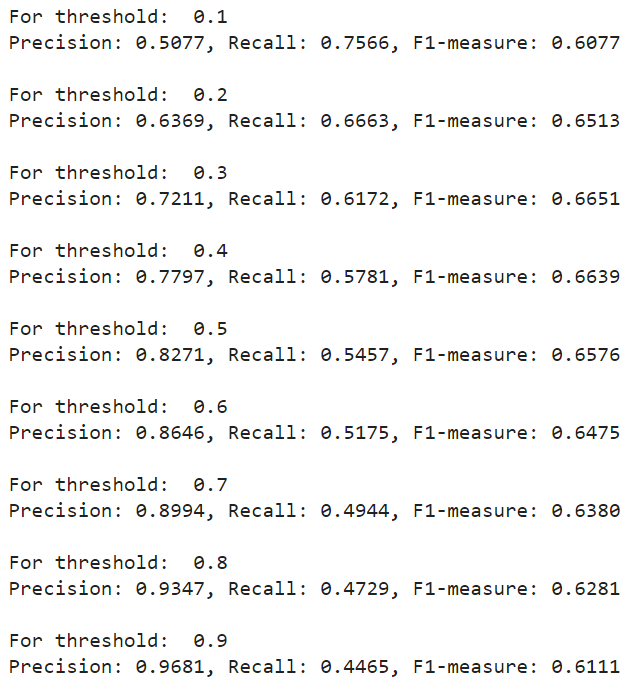 For threshold:  0.1
Precision: 0.5077, Recall: 0.7566, F1-measure: 0.6077
For threshold:  0.2
Precision: 0.6369, Recall: 0.6663, F1-measure: 0.6513
For threshold:  0.3
Precision: 0.7211, Recall: 0.6172, F1-measure: 0.6651
For threshold:  0.4
Precision: 0.7797, Recall: 0.5781, F1-measure: 0.6639
For threshold:  0.5
Precision: 0.8271, Recall: 0.5457, F1-measure: 0.6576
For threshold:  0.6
Precision: 0.8646, Recall: 0.5175, F1-measure: 0.6475
For threshold:  0.7
Precision: 0.8994, Recall: 0.4944, F1-measure: 0.6380
For threshold:  0.8
Precision: 0.9347, Recall: 0.4729, F1-measure: 0.6281
For threshold:  0.9
Precision: 0.9681, Recall: 0.4465, F1-measure: 0.6111